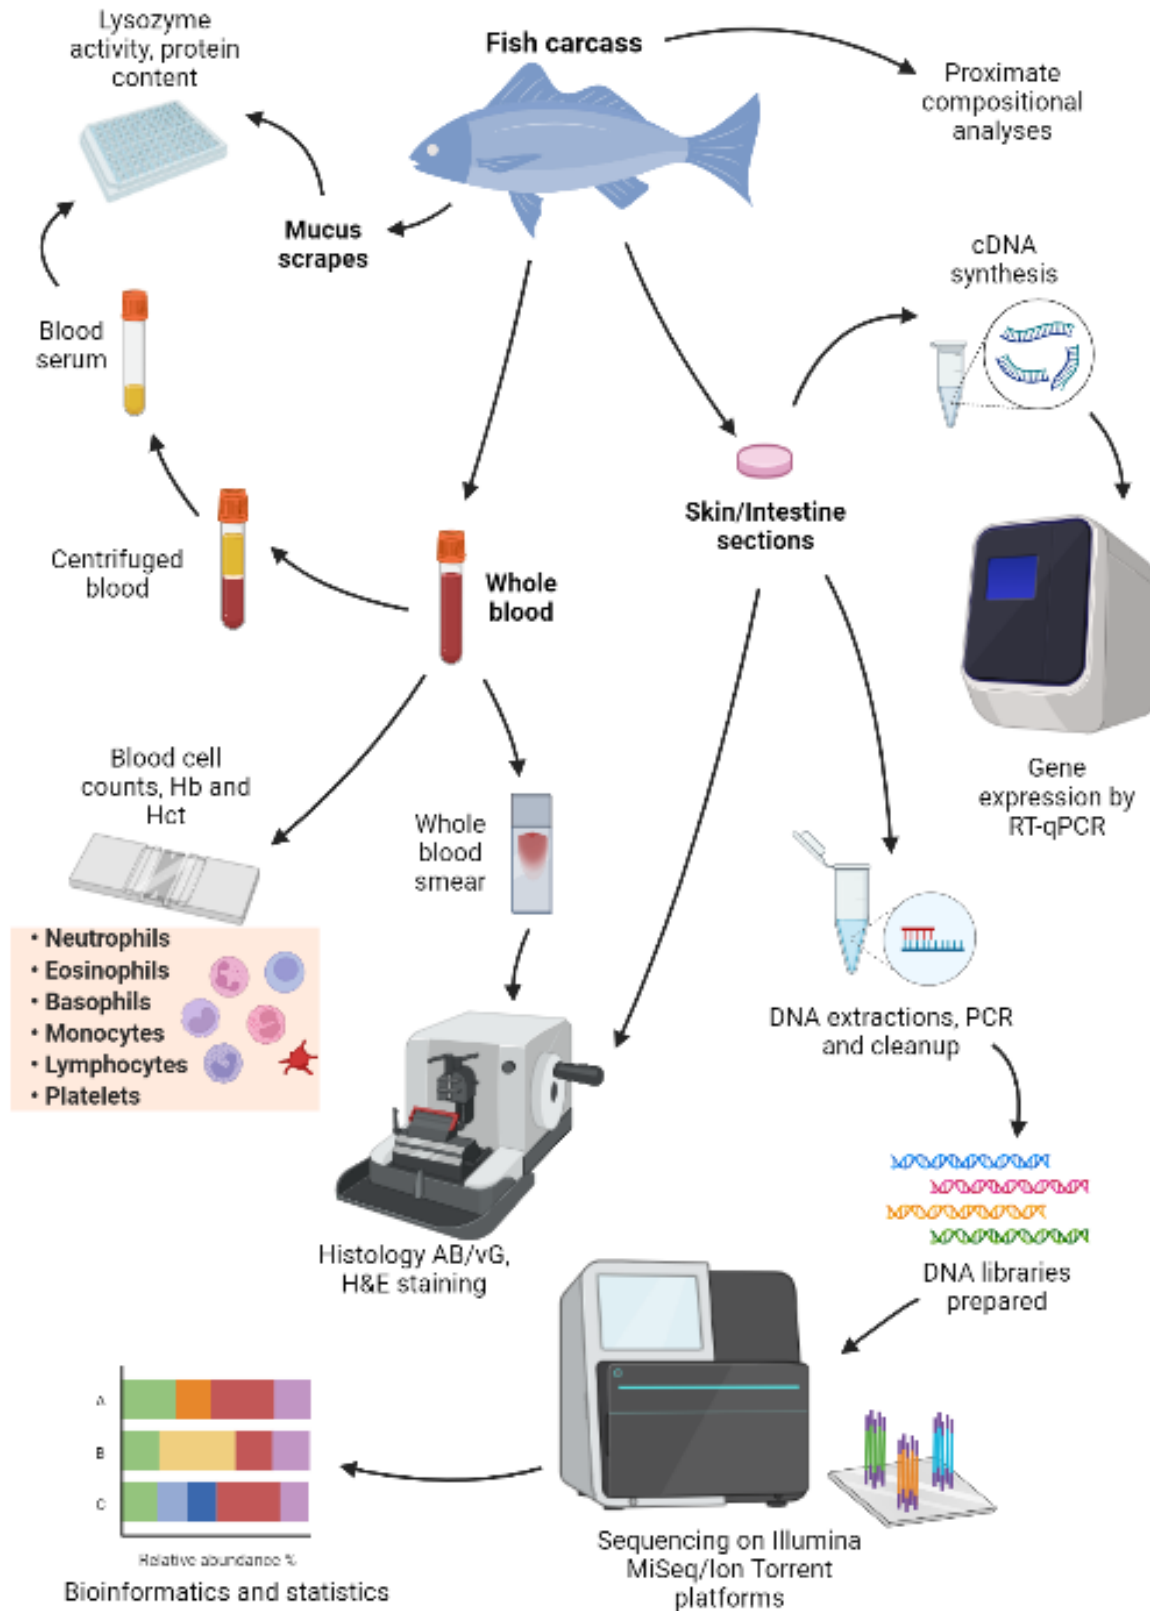 Lysozyme
activity, protein
content
Fish carcass
Proximate
compositional
analyses
Mucus
scrapes
cDNA
synthesis
Blood
serum
Skin/Intestine
sections
Centrifuged
blood
Whole
blood
Gene
expression by
RT-qPCR
Blood cell
counts, Hb and
Hct
Whole
blood
smear
• Neutrophils
• Eosinophils
• Basophils
• Monocytes
• Lymphocytes
• Platelets
DNA extractions, PCR
and cleanup
Histology AB/vG,
H&E staining
DNA libraries
prepared
A
B
C
Relative abundance %
Bioinformatics and statistics
Sequencing on Illumina
MiSeq/Ion Torrent
platforms